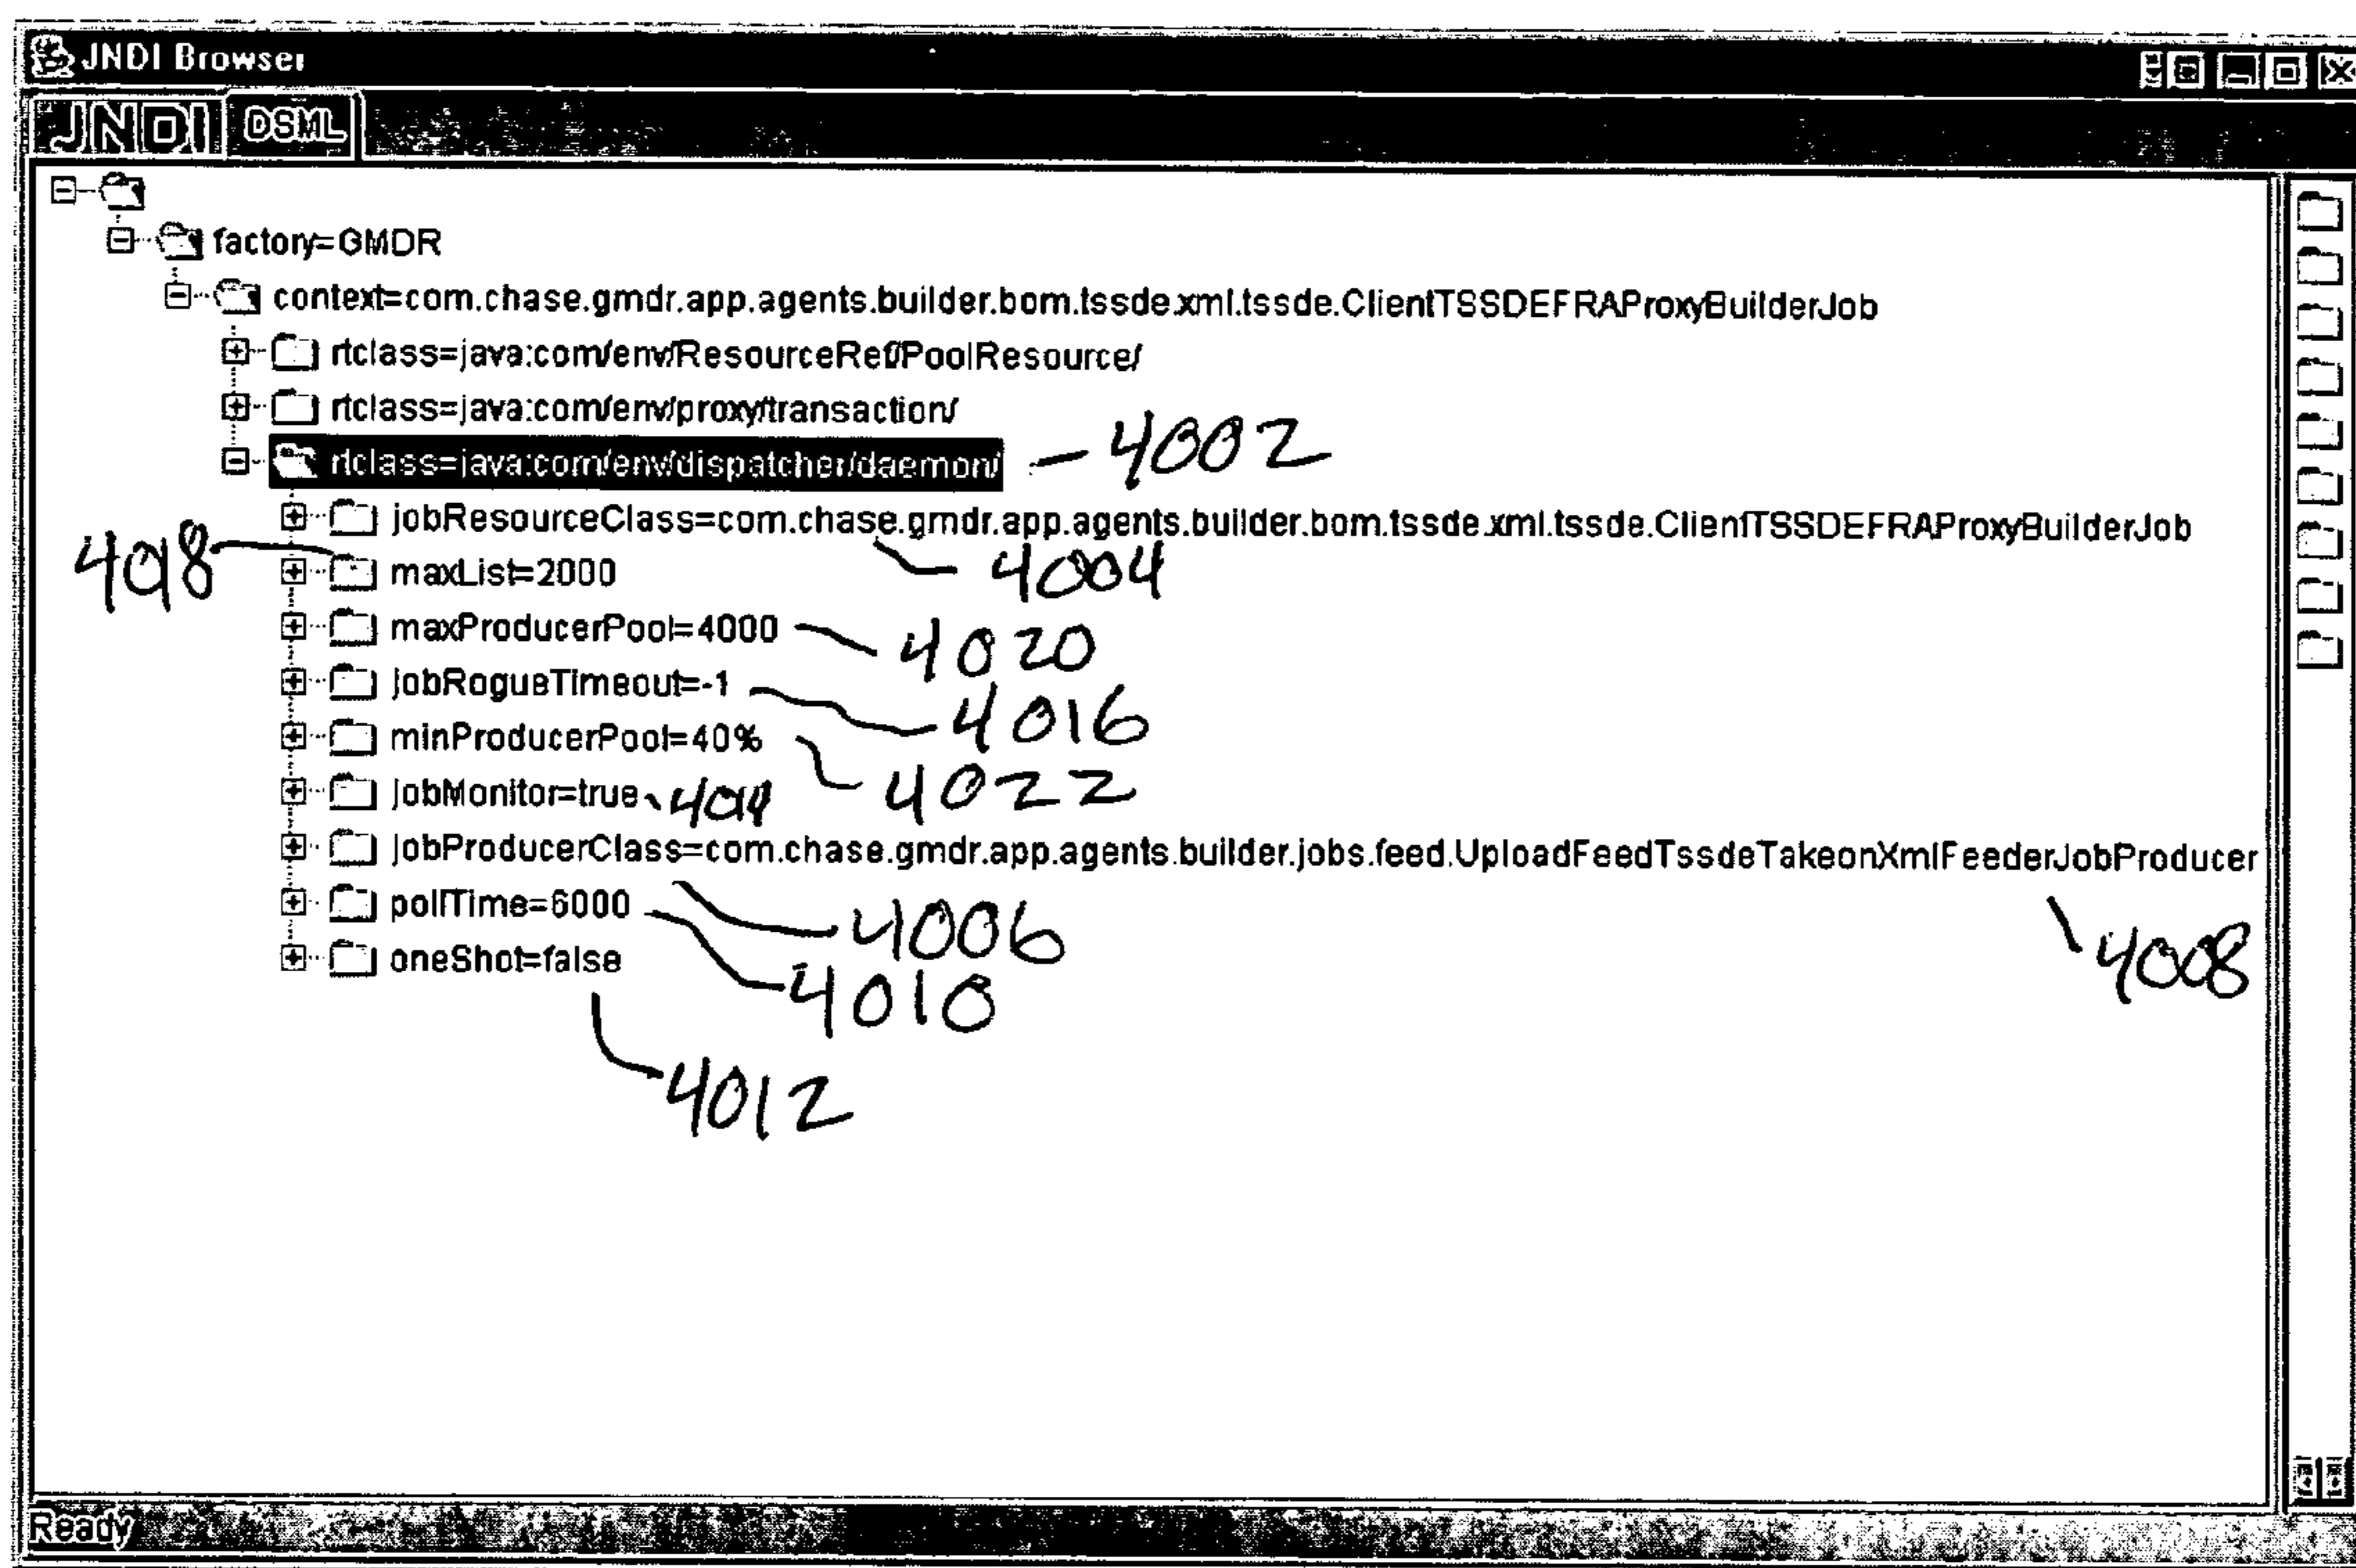 JNDI Browser
JNDI DSML
factory=GMDR
context=com.chase.gmdr.app.agents.builder.bom.tssde.xml.tssde.ClientTSSDEFRAProxyBuilderJob
rtclass=java:com/env/ResourceRef/PoolResource/
rtclass=java:com/env/proxy/transaction/
rtclass=java:com/env/dispatcher/daemon/ 4002
jobResourceClass=com.chase.gmdr.app.agents.builder.bom.tssde.xml.tssde.ClientTSSDEFRAProxyBuilderJob
4018 maxList=2000 4004
maxProducerPool=4000 4020
jobRogueTimeout=-1 4016
minProducerPool=40% 4022
jobMonitor=true 4014
jobProducerClass=com.chase.gmdr.app.agents.builder.jobs.feed.UploadFeedTssdeTakeonXmlFeederJobProducer
pollTime=6000 4006 4008
oneShot=false 4010
4012
Ready